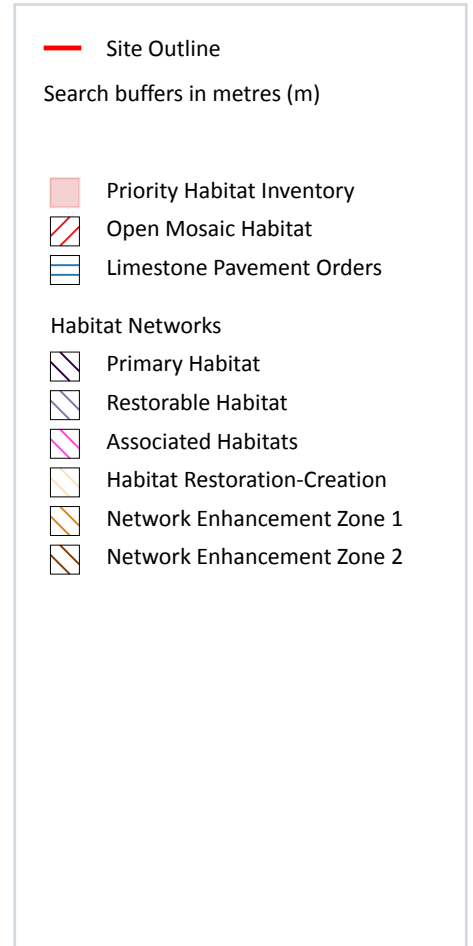 Site Outline
Search buffers in metres (m)
Priority Habitat Inventory
Open Mosaic Habitat
Limestone Pavement Orders
Habitat Networks
Primary Habitat
Restorable Habitat
Associated Habitats
Habitat Restoration-Creation
Network Enhancement Zone 1
Network Enhancement Zone 2